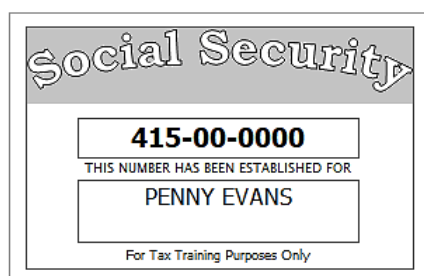 Social Security
415-00-0000
THIS NUMBER HAS BEEN ESTABLISHED FOR
PENNY EVANS
For Tax Training Purposes Only